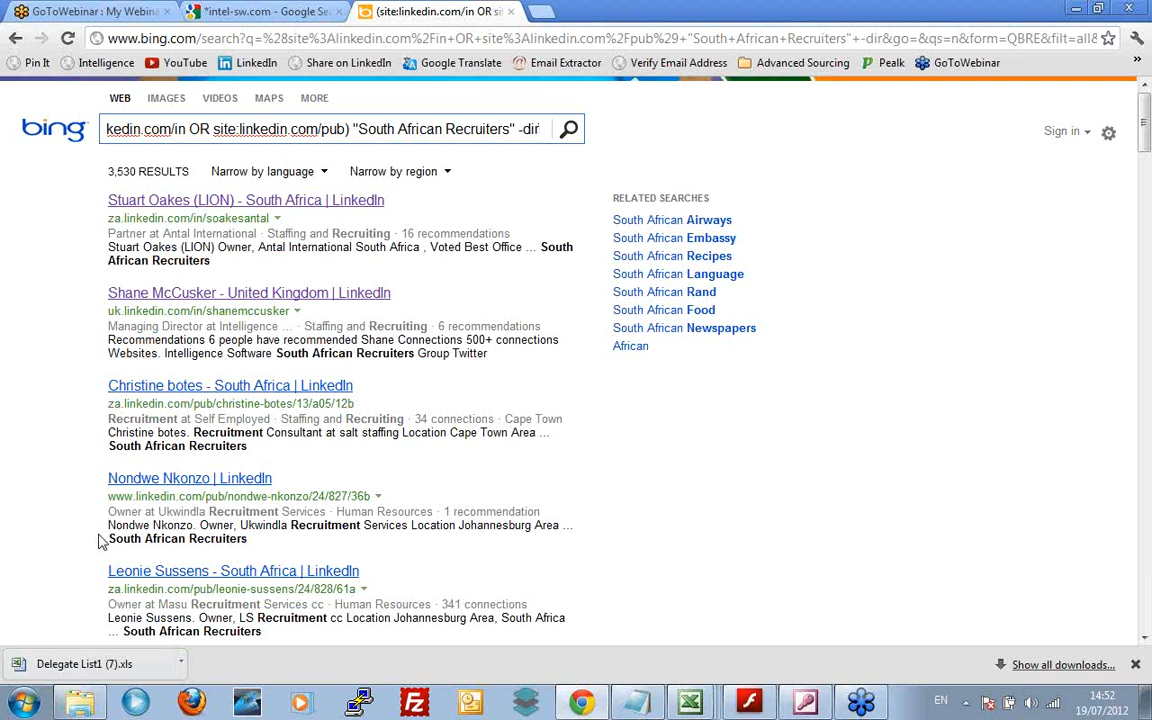 GoToWebinar : My Webina
*intel-sw.com - Google Se
(site:linkedin.com/in OR si
www.bing.com/search?q=%28site%3Alinkedin.com%2Fin+OR+site%3Alinkedin.com%2Fpub%29+"South+African+Recruiters"+-dir&go=&qs=n&form=QBRE&filt=all&
Pin It
Intelligence
YouTube
LinkedIn
Share on LinkedIn
Google Translate
Email Extractor
Verify Email Address
Advanced Sourcing
Pealk
GoToWebinar
WEB
IMAGES
VIDEOS
MAPS
MORE
bing
kedin.com/in OR site:linkedin.com/pub) "South African Recruiters" -dir
Sign in
3,530 RESULTS
Narrow by language
Narrow by region
Stuart Oakes (LION) - South Africa | LinkedIn
za.linkedin.com/in/soakesantal
Partner at Antal International · Staffing and Recruiting · 16 recommendations
Stuart Oakes (LION) Owner, Antal International South Africa , Voted Best Office ... South
African Recruiters
Shane McCusker - United Kingdom | LinkedIn
uk.linkedin.com/in/shanemccusker
Managing Director at Intelligence ... · Staffing and Recruiting · 6 recommendations
Recommendations 6 people have recommended Shane Connections 500+ connections
Websites. Intelligence Software South African Recruiters Group Twitter
Christine botes - South Africa | LinkedIn
za.linkedin.com/pub/christine-botes/13/a05/12b
Recruitment at Self Employed · Staffing and Recruiting · 34 connections · Cape Town
Christine botes. Recruitment Consultant at salt staffing Location Cape Town Area ...
South African Recruiters
Nondwe Nkonzo | LinkedIn
www.linkedin.com/pub/nondwe-nkonzo/24/827/36b
Owner at Ukwindla Recruitment Services · Human Resources · 1 recommendation
Nondwe Nkonzo. Owner, Ukwindla Recruitment Services Location Johannesburg Area ...
South African Recruiters
Leonie Sussens - South Africa | LinkedIn
za.linkedin.com/pub/leonie-sussens/24/828/61a
Owner at Masu Recruitment Services cc · Human Resources · 341 connections
Leonie Sussens. Owner, LS Recruitment cc Location Johannesburg Area, South Africa
... South African Recruiters
RELATED SEARCHES
South African Airways
South African Embassy
South African Recipes
South African Language
South African Rand
South African Food
South African Newspapers
African
Delegate List1 (7).xls
Show all downloads...
EN
14:52
19/07/2012